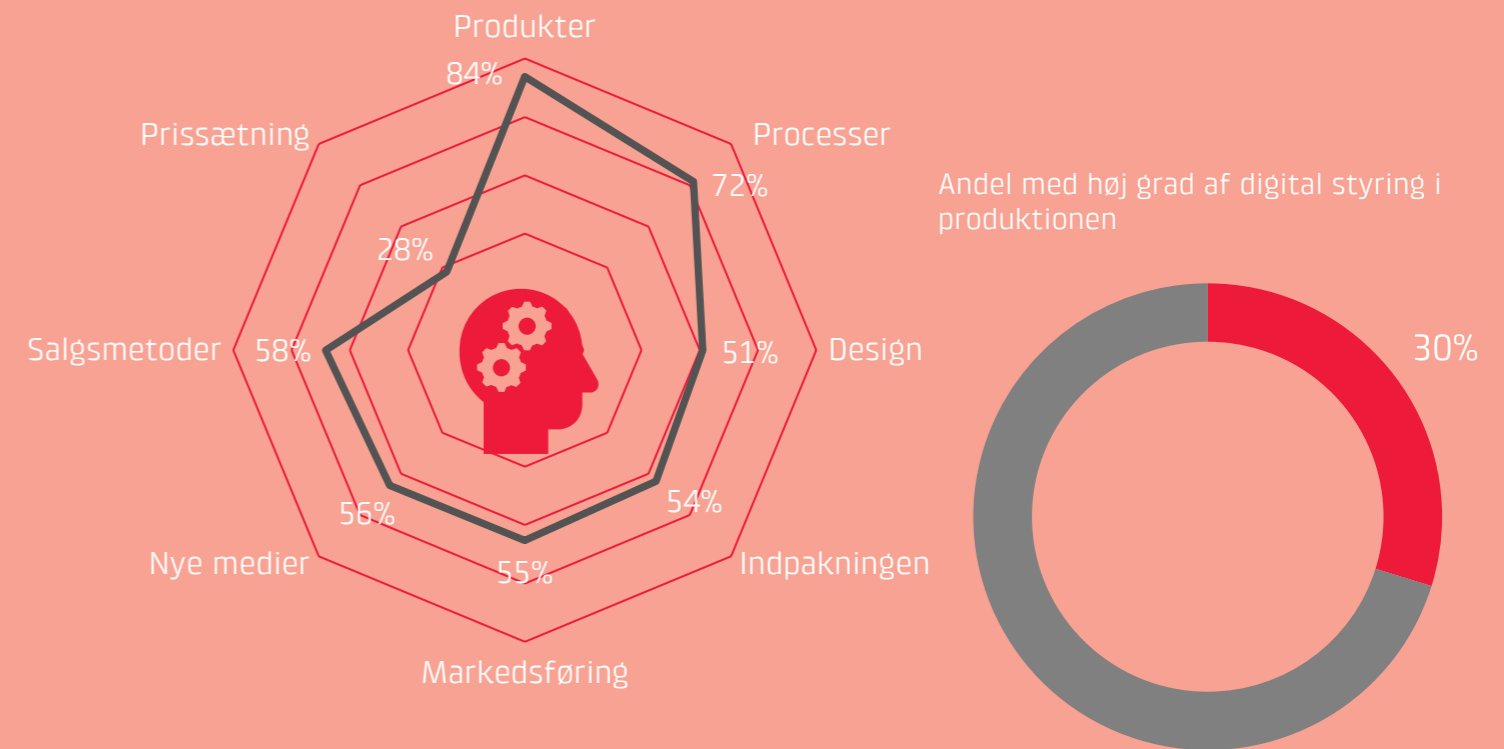 Produkter
84%
Prissætning
Processer
72%
28%
Salgsmetoder
58%
51%
Design
56%
54%
Nye medier
55%
Indpakningen
Markedsføring
Andel med høj grad af digital styring i
produktionen
30%